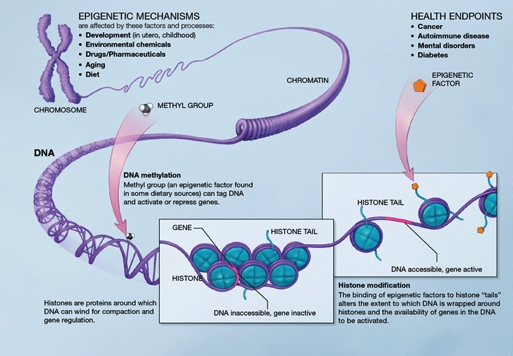 EPIGENETIC MECHANISMS
are affected by these factors and processes:
• Development (in utero, childhood)
• Environmental chemicals
• Drugs/Pharmaceuticals
• Aging
• Diet
HEALTH ENDPOINTS
• Cancer
• Autoimmune disease
• Mental disorders
• Diabetes
CHROMOSOME
METHYL GROUP
CHROMATIN
EPIGENETIC
FACTOR
DNA
DNA methylation
Methyl group (an epigenetic factor found
in some dietary sources) can tag DNA
and activate or repress genes.
GENE
HISTONE TAIL
HISTONE
DNA inaccessible, gene inactive
HISTONE TAIL
DNA accessible, gene active
Histones are proteins around which
DNA can wind for compaction and
gene regulation.
Histone modification
The binding of epigenetic factors to histone “tails”
alters the extent to which DNA is wrapped around
histones and the availability of genes in the DNA
to be activated.